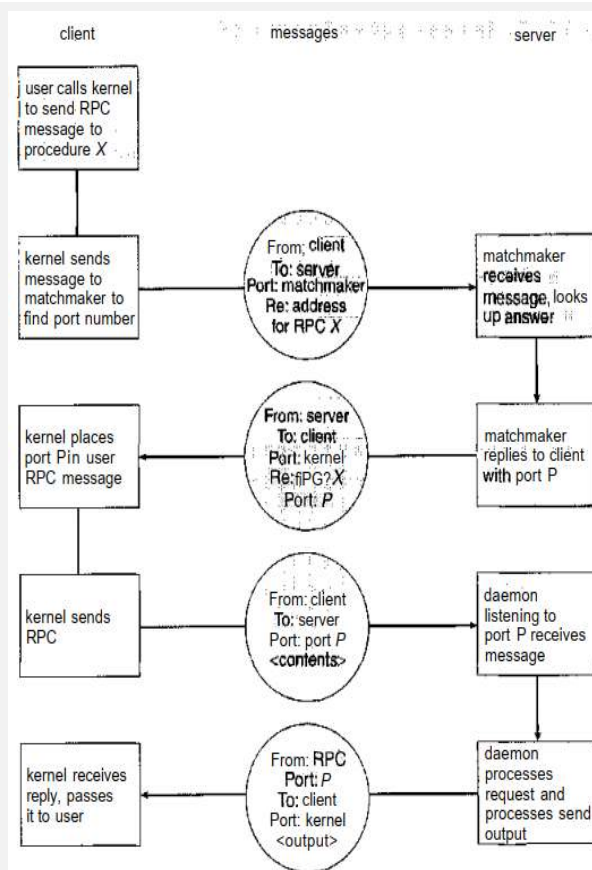 client
messages
server
user calls kernel
to send RPC
message to
procedure X
kernel sends
message to
matchmaker to
find port number
From: client
To: server
Port: matchmaker
Re: address
for RPC X
matchmaker
receives
message, looks
up answer
kernel places
port Pin user
RPC message
From: server
To: client
Port: kernel
Re: fiPG? X
Port: P
matchmaker
replies to client
with port P
kernel sends
RPC
From: client
To: server
Port: port P
<contents>
daemon
listening to
port P receives
message
kernel receives
reply, passes
it to user
From: RPC
Port: P
To: client
Port: kernel
<output>
daemon
processes
request and
processes send
output